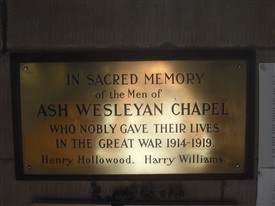 IN SACRED MEMORY
of the Men of
ASH WESLEYAN CHAPEL
WHO NOBLY GAVE THEIR LIVES
IN THE GREAT WAR 1914-1919.
Henry Hollowood. Harry Williams.